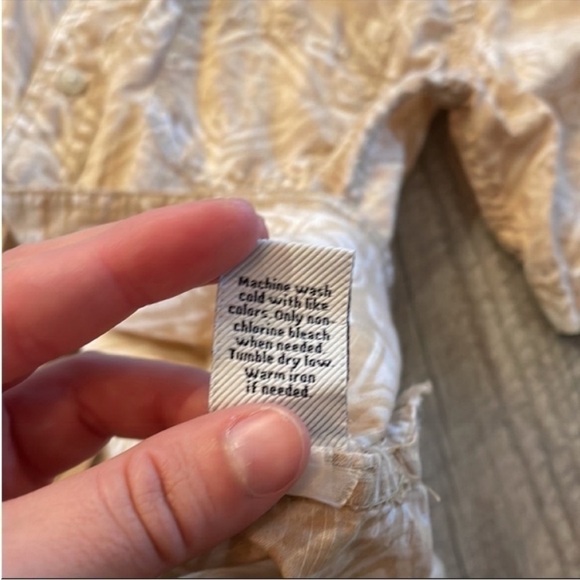 Machine wash
cold with like
colors. Only non-
chlorine bleach
when needed.
Tumble dry low.
Warm iron
if needed.